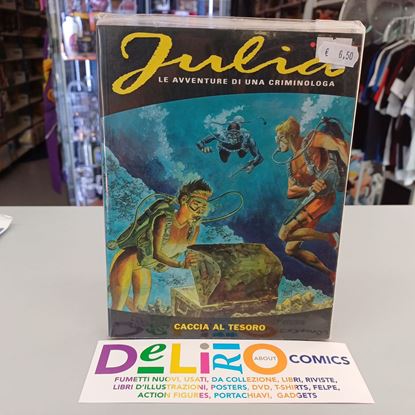 Julia
€ 6,50
LE AVVENTURE DI UNA CRIMINOLOGA
CACCIA AL TESORO
DeLiRiO ABOUT COMICS
FUMETTI NUOVI, USATI, DA COLLEZIONE, LIBRI, RIVISTE,
LIBRI D'ILLUSTRAZIONI, POSTERS, DVD, T-SHIRTS, FELPE,
ACTION FIGURES, PORTACHIAVI, GADGETS